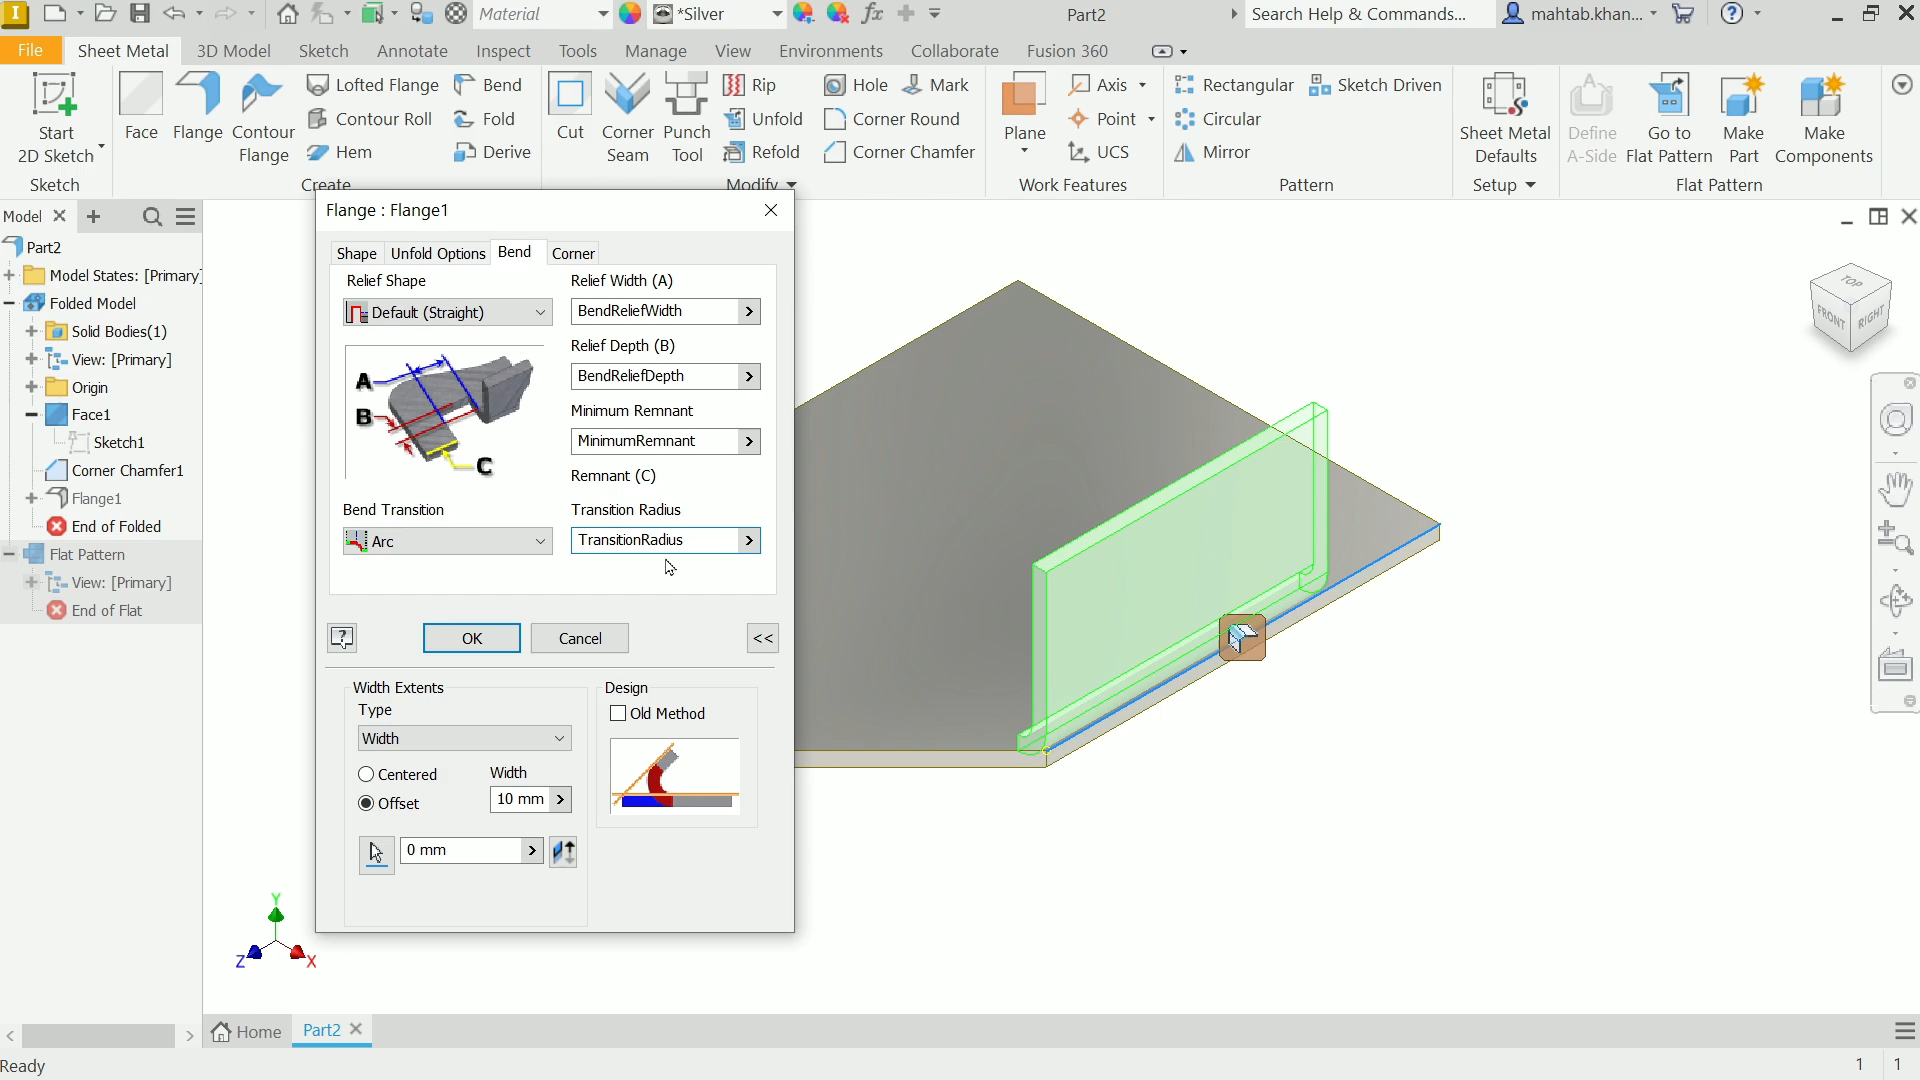 Material
*Silver
fx
Part2
Search Help & Commands...
mahtab.khan...
File
Sheet Metal
3D Model
Sketch
Annotate
Inspect
Tools
Manage
View
Environments
Collaborate
Fusion 360
Start
2D Sketch
Face
Flange
Contour
Flange
Lofted Flange
Contour Roll
Hem
Bend
Fold
Derive
Cut
Corner
Seam
Punch
Tool
Rip
Unfold
Refold
Hole
Mark
Corner Round
Corner Chamfer
Plane
Axis
Point
UCS
Rectangular
Sketch Driven
Circular
Mirror
Sheet Metal
Defaults
Define
A-Side
Go to
Flat Pattern
Make
Part
Make
Components
Sketch
Create
Modify
Work Features
Pattern
Setup
Flat Pattern
Model
Part2
Model States: [Primary]
Folded Model
Solid Bodies(1)
View: [Primary]
Origin
Face1
Sketch1
Corner Chamfer1
Flange1
End of Folded
Flat Pattern
View: [Primary]
End of Flat
Flange : Flange1
Shape
Unfold Options
Bend
Corner
Relief Shape
Relief Width (A)
Default (Straight)
BendReliefWidth
Relief Depth (B)
BendReliefDepth
Minimum Remnant
MinimumRemnant
Remnant (C)
A
B
C
Bend Transition
Transition Radius
Arc
TransitionRadius
OK
Cancel
<<
Width Extents
Type
Width
Centered
Offset
Width
10 mm
0 mm
Design
Old Method
TOP
FRONT
RIGHT
Y
Z
X
Home
Part2
Ready
1
1